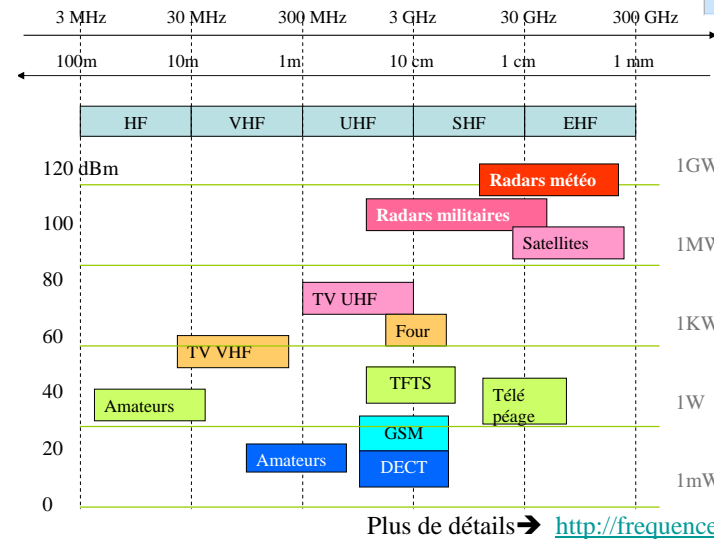 3 MHz 30 MHz 300 MHz 3 GHz 30 GHz 300 GHz
100m 10m 1m 10 cm 1 cm 1 mm
HF VHF UHF SHF EHF
120 dBm
1GW
Radars météo
100
Radars militaires
Satellites
1MW
80
TV UHF
Four
1KW
60
TV VHF
TFTS
40
Amateurs
Télé
péage
1W
GSM
20
Amateurs
DECT
1mW
0
Plus de détails➔ http://frequence